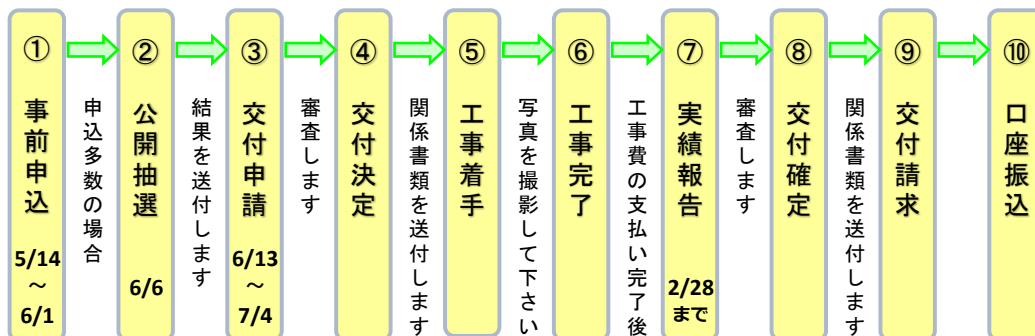 ①
事前申込
5/14
～
6/1
申込多数の場合
②
公開抽選
6/6
結果を送付します
③
交付申請
6/13
～
7/4
審査します
④
交付決定
関係書類を送付します
⑤
工事着手
写真を撮影して下さい
⑥
工事完了
工事費の支払い完了後
⑦
実績報告
2/28
まで
審査します
⑧
交付確定
関係書類を送付します
⑨
交付請求
⑩
口座振込